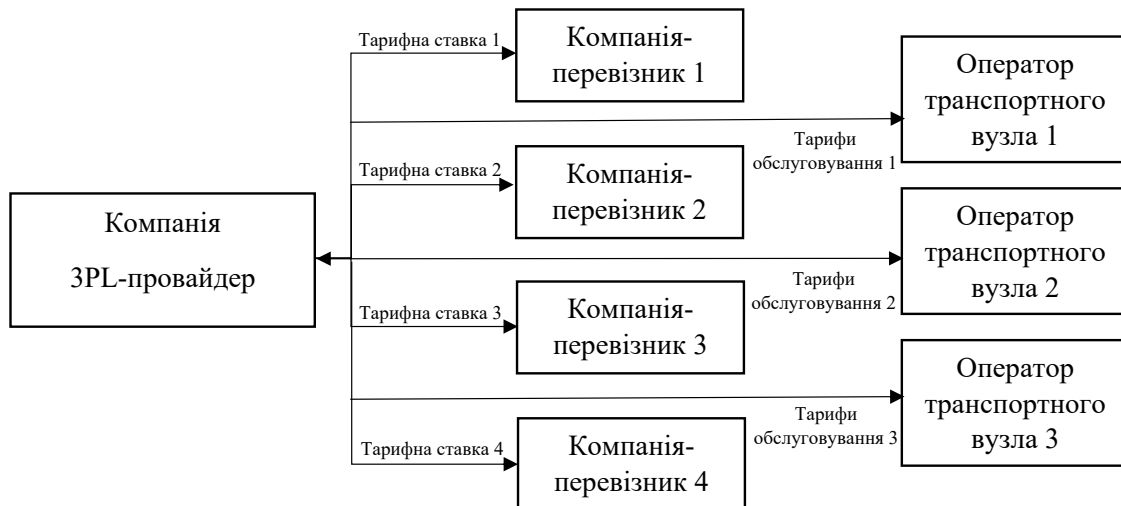 Тарифна ставка 1
Компанія-
перевізник 1
Оператор
транспортного
вузла 1
Тарифи
обслуговування 1
Тарифна ставка 2
Компанія-
перевізник 2
Компанія
3PL-провайдер
Оператор
транспортного
вузла 2
Тарифи
обслуговування 2
Тарифна ставка 3
Компанія-
перевізник 3
Оператор
транспортного
вузла 3
Тарифи
обслуговування 3
Тарифна ставка 4
Компанія-
перевізник 4